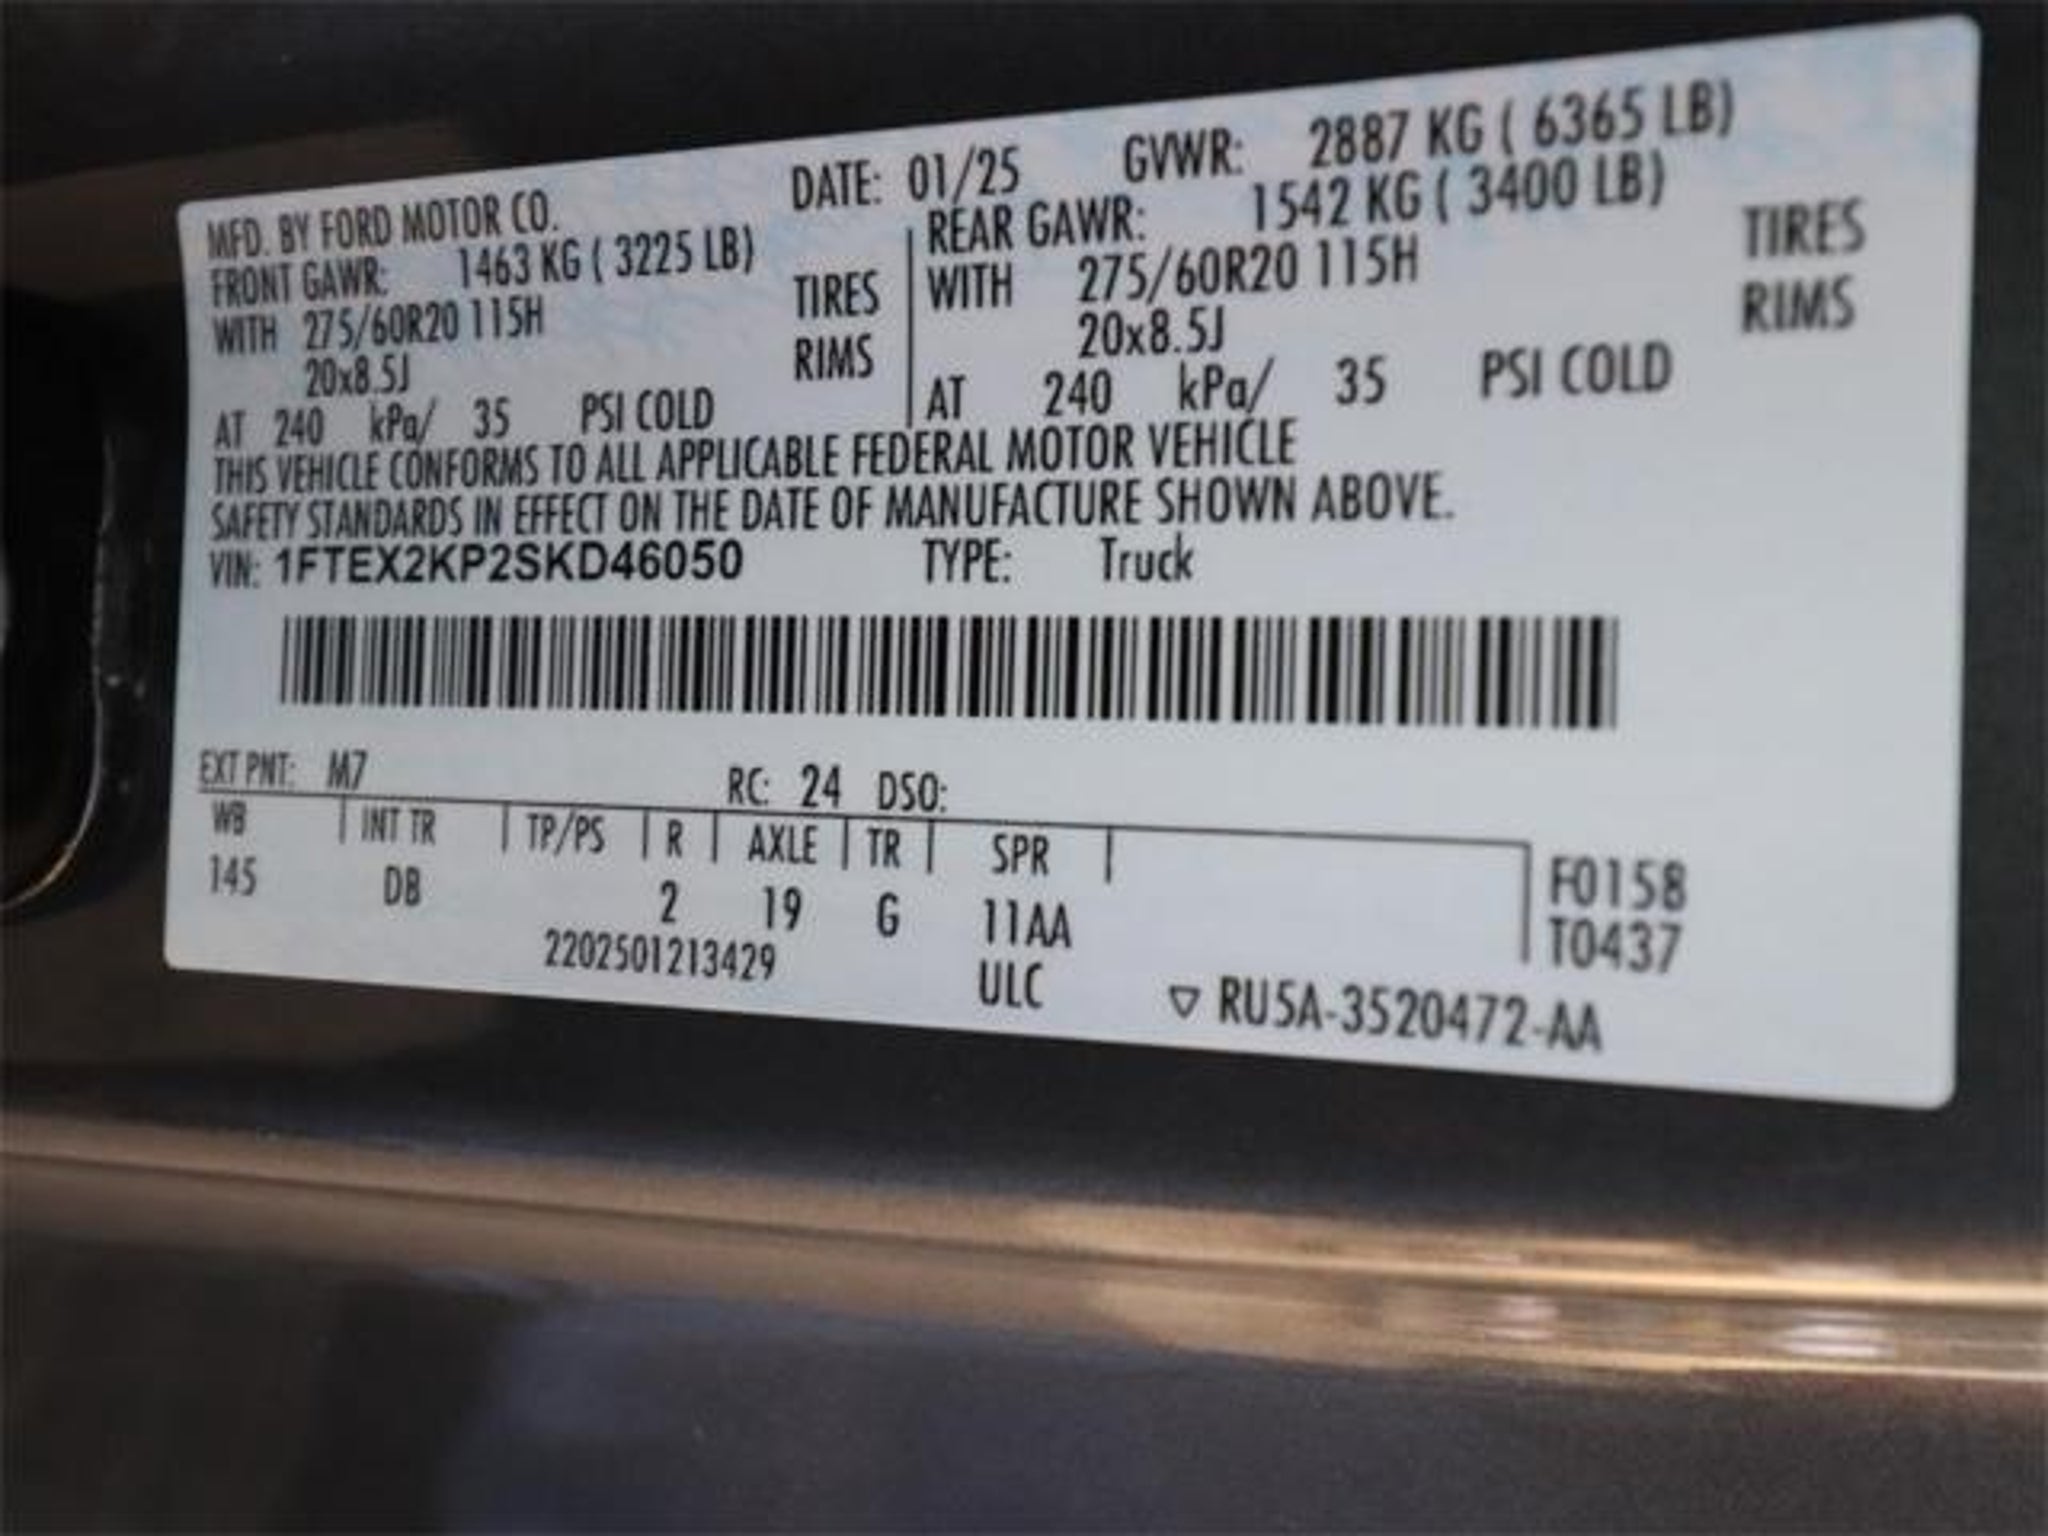 MFD. BY FORD MOTOR CO. DATE: 01/25 GVWR: 2887 KG ( 6365 LB)
FRONT GAWR: 1463 KG ( 3225 LB) REAR GAWR: 1542 KG ( 3400 LB)
WITH 275/60R20 115H TIRES WITH 275/60R20 115H TIRES
20x8.5J RIMS 20x8.5J RIMS
AT 240 kPa/ 35 PSI COLD AT 240 kPa/ 35 PSI COLD
THIS VEHICLE CONFORMS TO ALL APPLICABLE FEDERAL MOTOR VEHICLE
SAFETY STANDARDS IN EFFECT ON THE DATE OF MANUFACTURE SHOWN ABOVE.
VIN: 1FTEX2KP2SKD46050 TYPE: Truck
EXT PNT: M7 RC: 24 DSO:
WB INT TR TP/PS R AXLE TR SPR
145 DB 2 19 G 11AA F0158
2202501213429 ULC T0437
▽ RU5A-3520472-AA